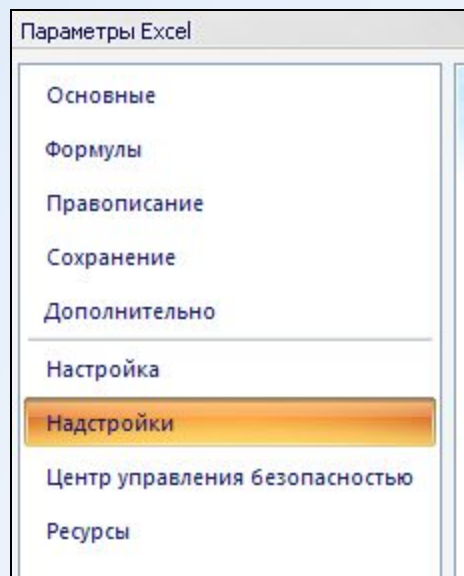 Параметры Excel
Основные
Формулы
Правописание
Сохранение
Дополнительно
Настройка
Надстройки
Центр управления безопасностью
Ресурсы